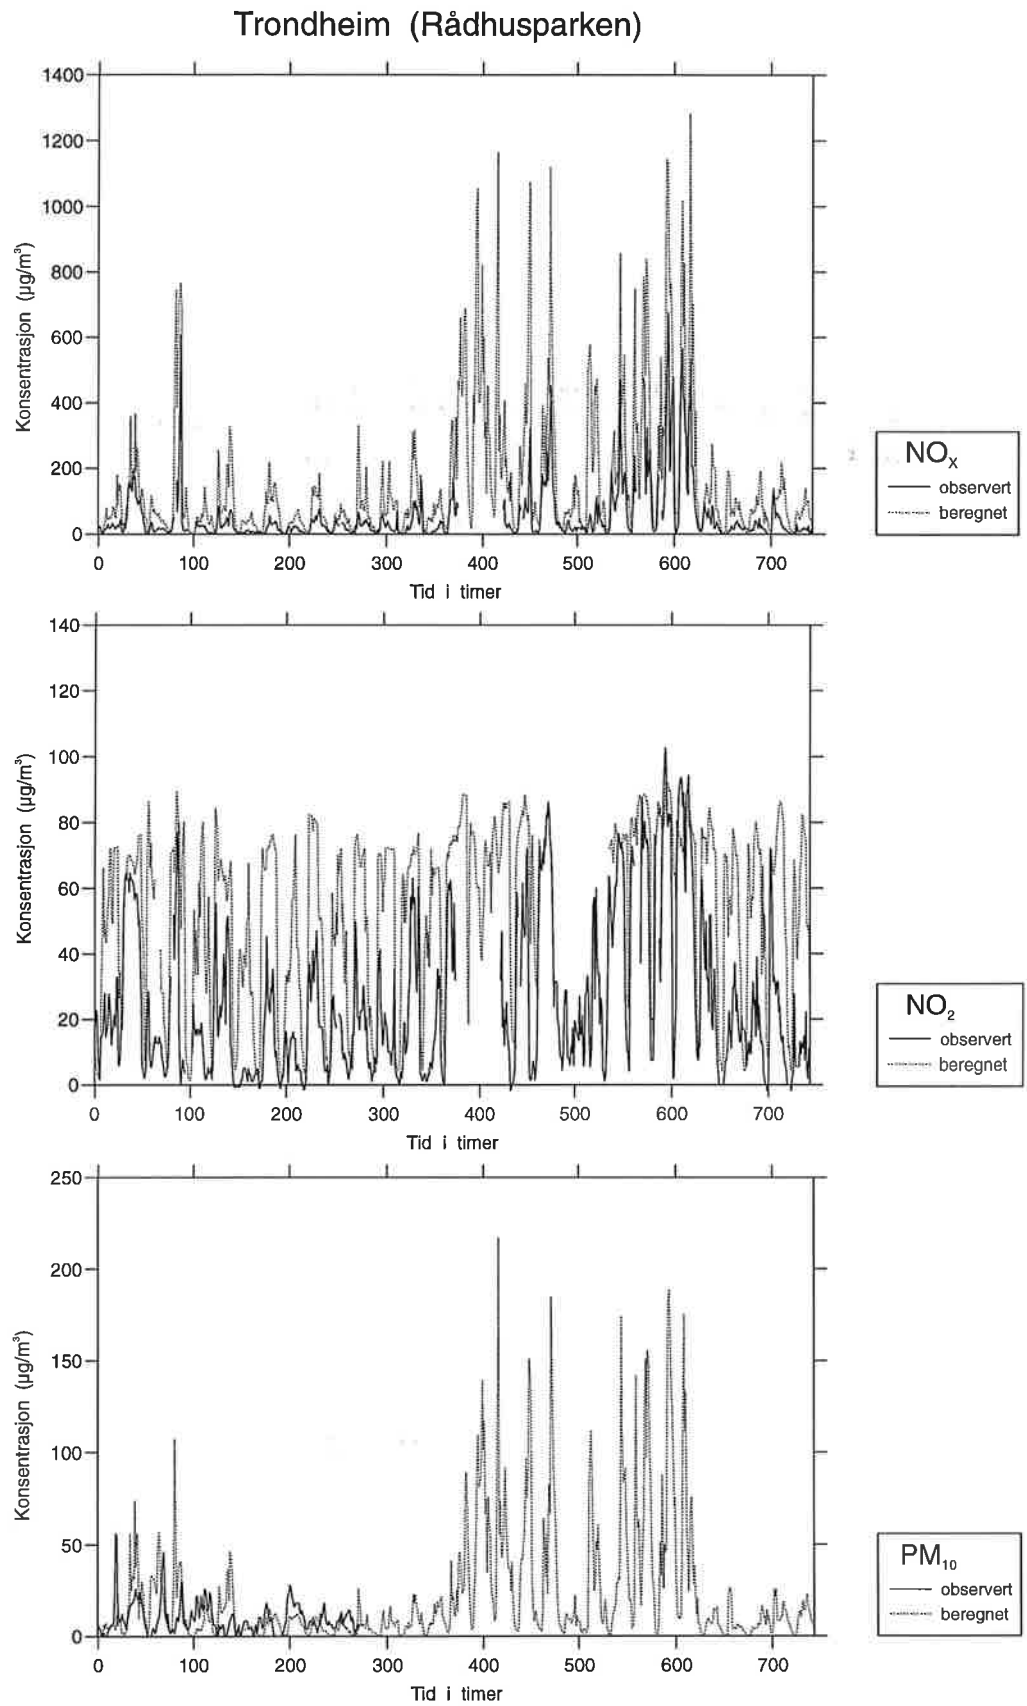 Trondheim (Rådhusparken)
1400
1200
1000
800
600
400
200
0
Konsentrasjon (µg/m³)
0 100 200 300 400 500 600 700
Tid i timer
NOX
observert
beregnet
140
120
100
80
60
40
20
0
Konsentrasjon (µg/m³)
0 100 200 300 400 500 600 700
Tid i timer
NO2
observert
beregnet
250
200
150
100
50
0
Konsentrasjon (µg/m³)
0 100 200 300 400 500 600 700
Tid i timer
PM10
observert
beregnet